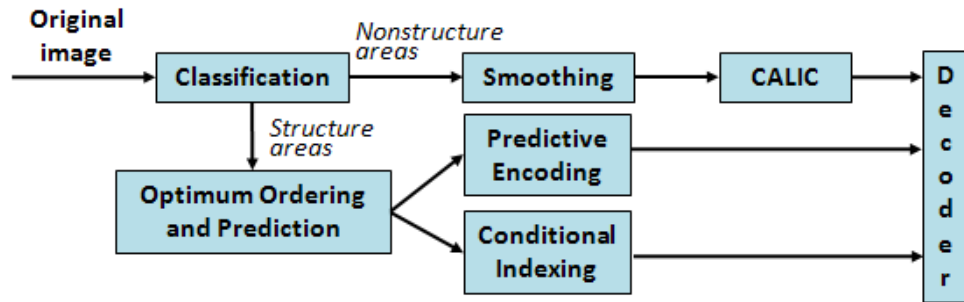 Original
image
Nonstructure
areas
Classification
Smoothing
CALIC
Structure
areas
Optimum Ordering
and Prediction
Predictive
Encoding
Conditional
Indexing
D
e
c
o
d
e
r